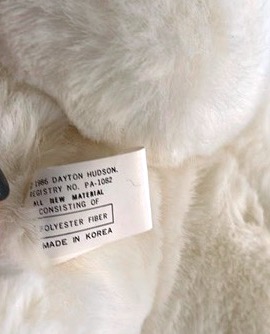 1986 DAYTON HUDSON.
REGISTRY NO. PA-1082
ALL NEW MATERIAL
CONSISTING OF
POLYESTER FIBER
MADE IN KOREA